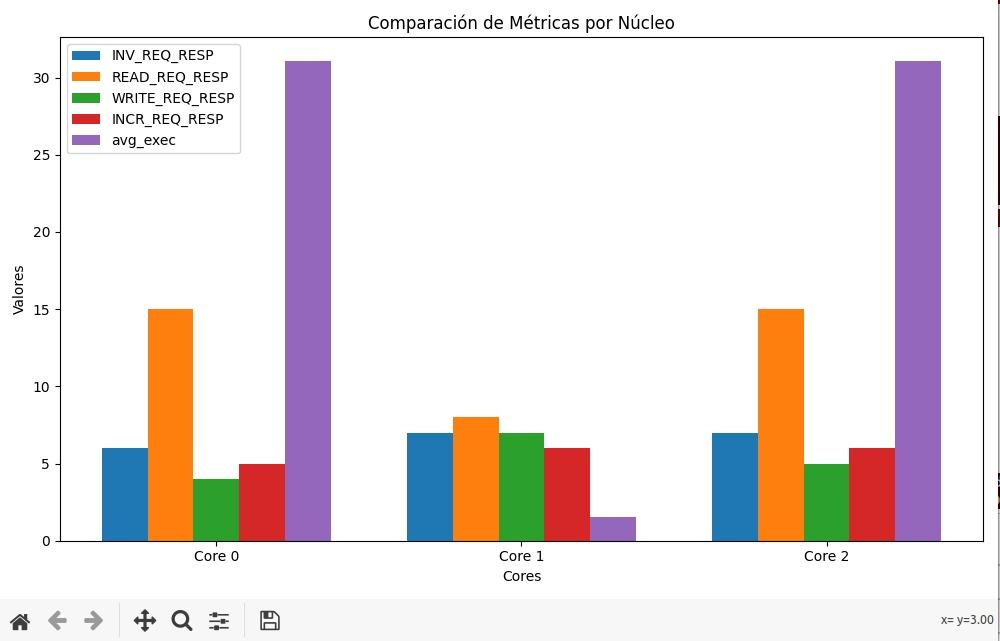 Comparación de Métricas por Núcleo
INV_REQ_RESP
READ_REQ_RESP
WRITE_REQ_RESP
INCR_REQ_RESP
avg_exec
Valores
30
25
20
15
10
5
0
Core 0
Core 1
Core 2
Cores
x= y=3.00